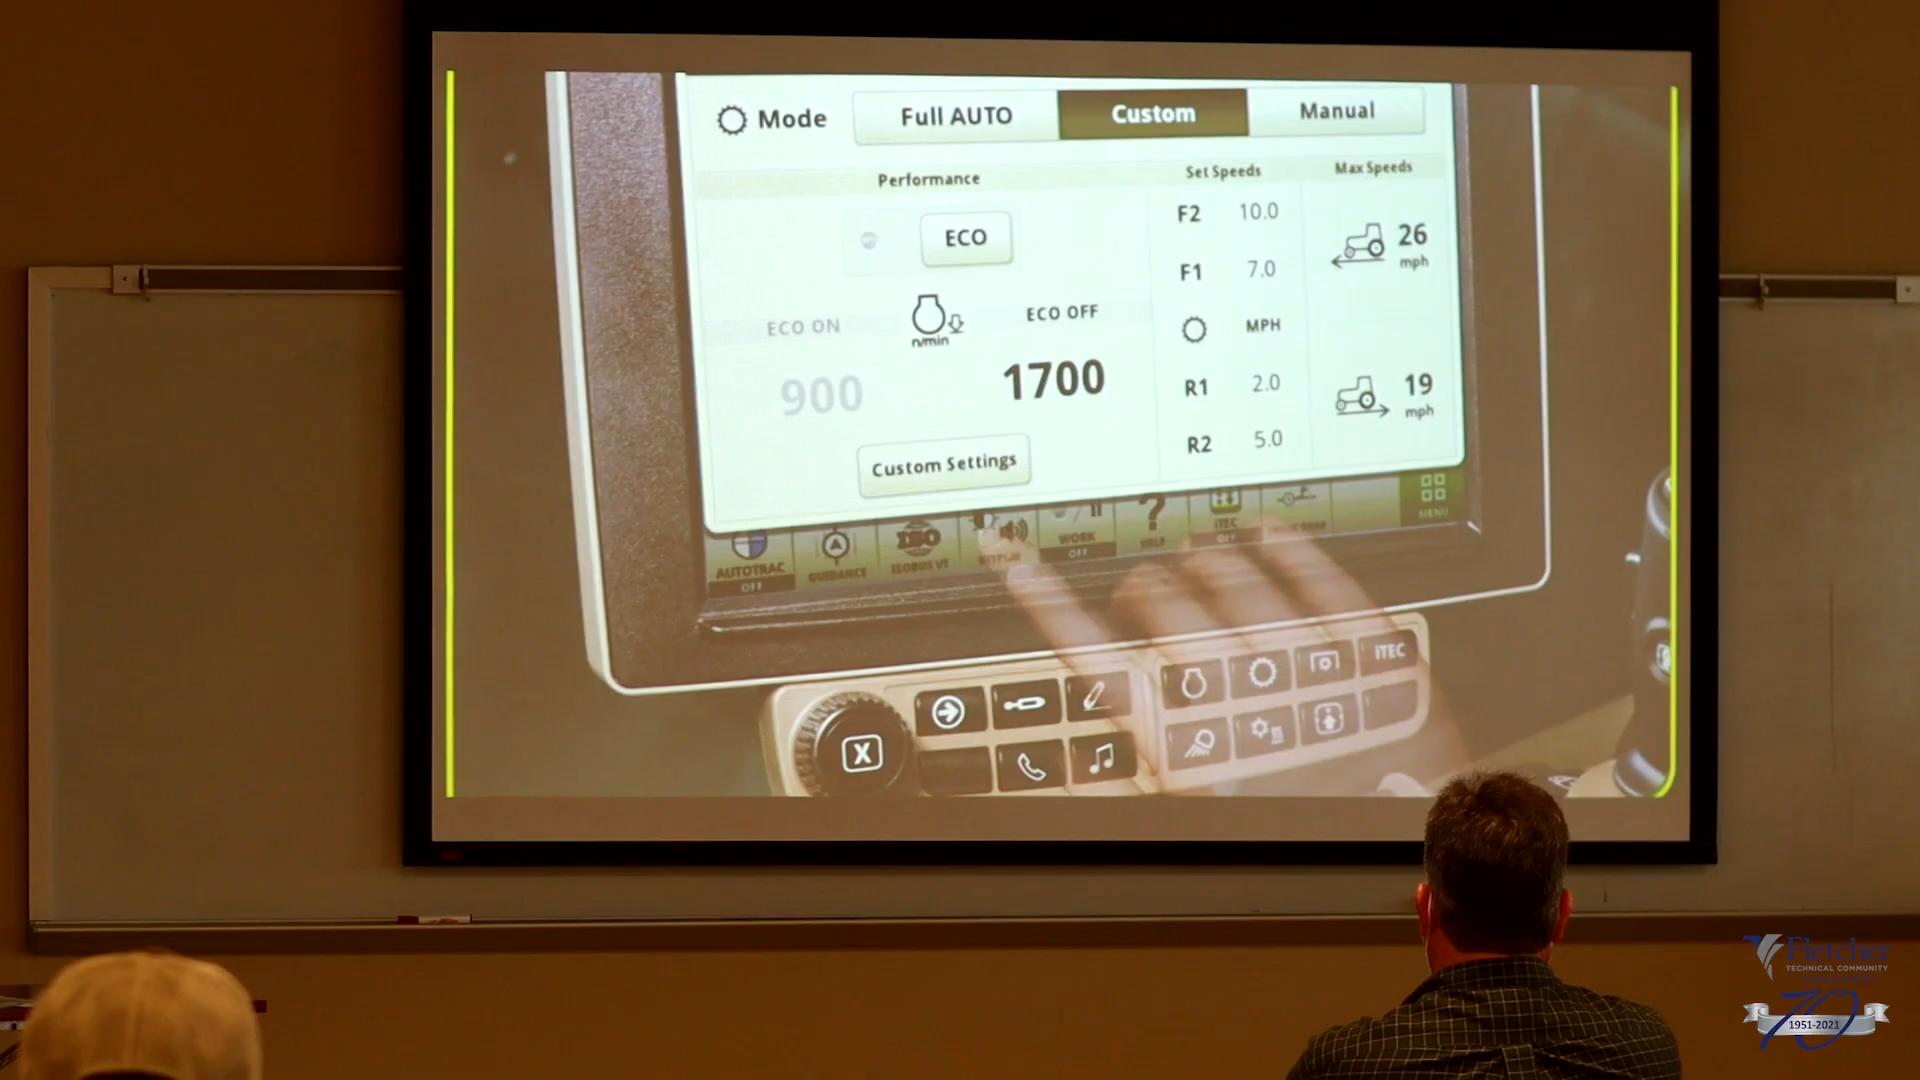 Mode Full AUTO Custom Manual
Performance Set Speeds Max Speeds
ECO
F2 10.0
26
mph
F1 7.0
ECO ON ECO OFF
n/min
MPH
900 1700
R1 2.0
19
mph
R2 5.0
Custom Settings
MENU
AUTOTRAC
OFF
GUIDANCE
ISO
ISOBUS VT
WORK
OFF
HELP
iTEC
OFF
iTEC
X
Fletcher
TECHNICAL COMMUNITY
70
1951-2021